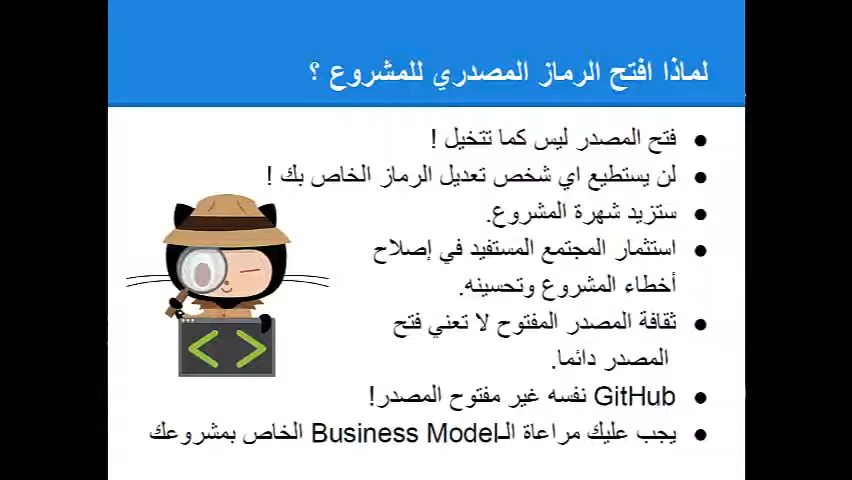 لماذا افتح الرماز المصدري للمشروع ؟
● فتح المصدر ليس كما تتخيل !
● لن يستطيع اي شخص تعديل الرماز الخاص بك !
● ستزيد شهرة المشروع.
● استثمار المجتمع المستفيد في إصلاح
أخطاء المشروع وتحسينه.
● ثقافة المصدر المفتوح لا تعني فتح
المصدر دائما.
● GitHub نفسه غير مفتوح المصدر!
● يجب عليك مراعاة الـBusiness Model الخاص بمشروعك
< >